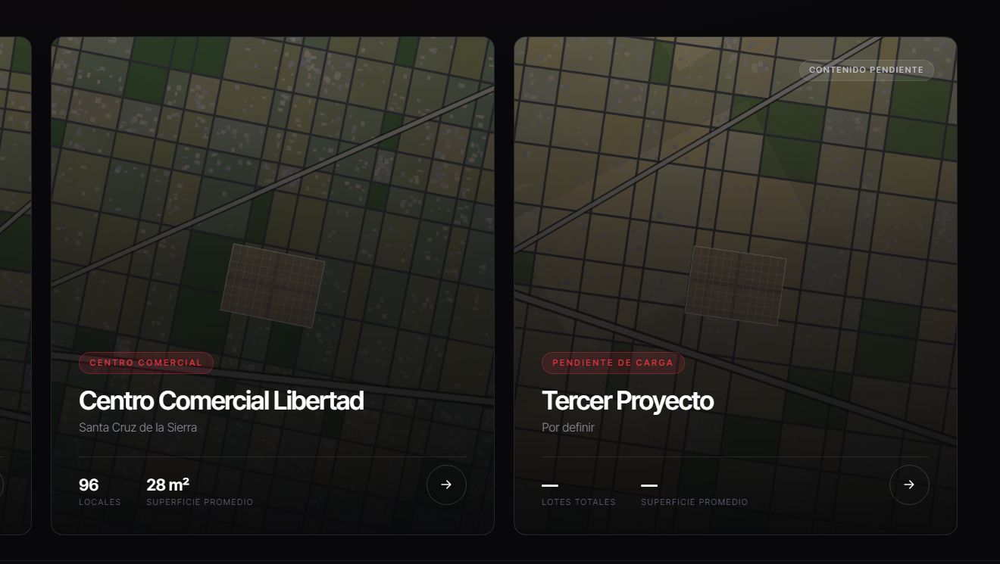 CENTRO COMERCIAL
Centro Comercial Libertad
Santa Cruz de la Sierra
96
LOCALES
28 m²
SUPERFICIE PROMEDIO
→
CONTENIDO PENDIENTE
PENDIENTE DE CARGA
Tercer Proyecto
Por definir
—
LOTES TOTALES
—
SUPERFICIE PROMEDIO
→